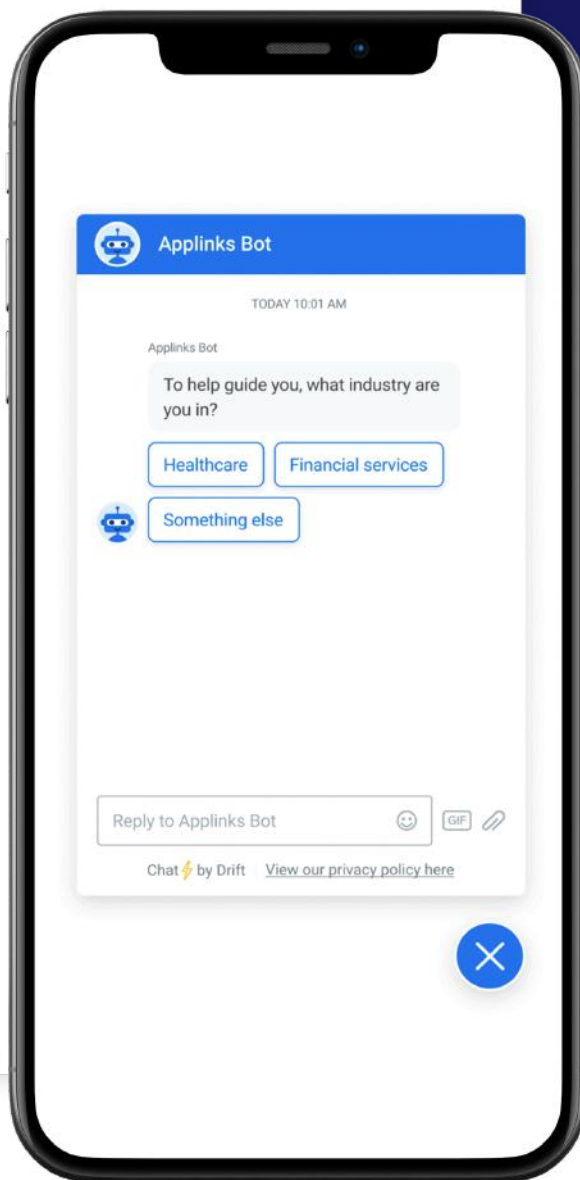 Applinks Bot
TODAY 10:01 AM
Applinks Bot
To help guide you, what industry are
you in?
Healthcare
Financial services
Something else
Reply to Applinks Bot
GIF
Chat⚡by Drift
View our privacy policy here